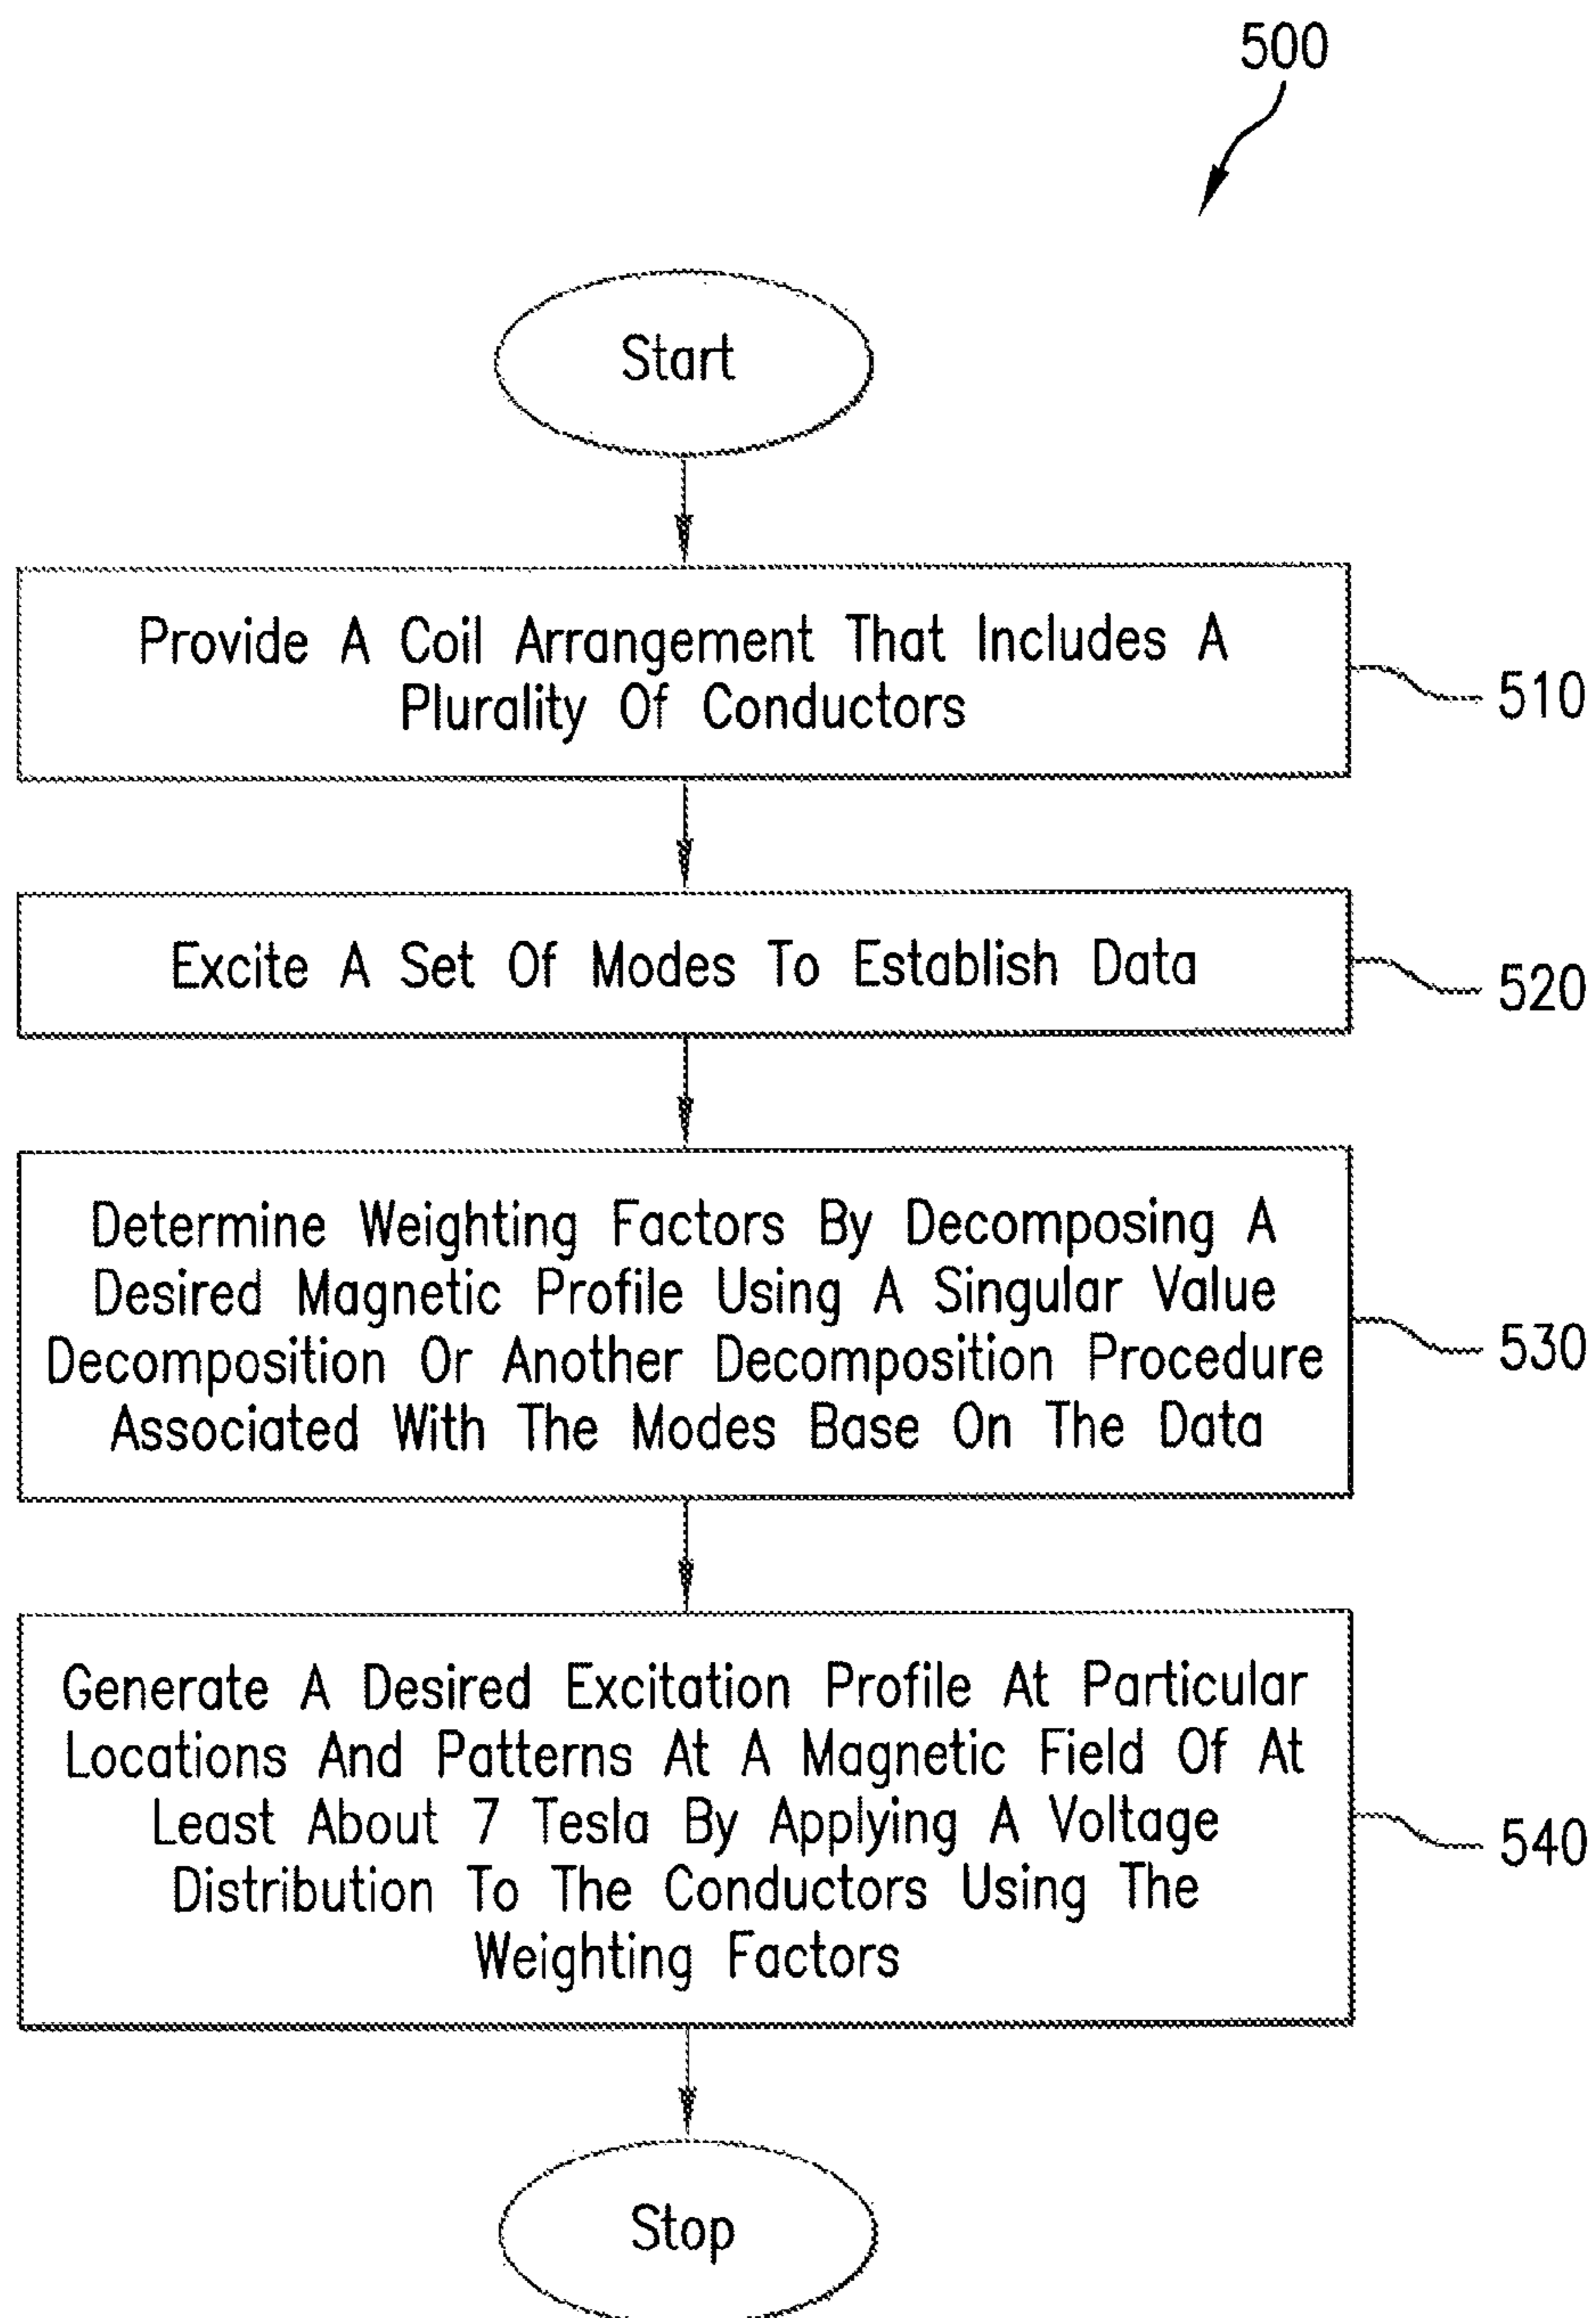 500
Start
Provide A Coil Arrangement That Includes A
Plurality Of Conductors
510
Excite A Set Of Modes To Establish Data
520
Determine Weighting Factors By Decomposing A
Desired Magnetic Profile Using A Singular Value
Decomposition Or Another Decomposition Procedure
Associated With The Modes Base On The Data
530
Generate A Desired Excitation Profile At Particular
Locations And Patterns At A Magnetic Field Of At
Least About 7 Tesla By Applying A Voltage
Distribution To The Conductors Using The
Weighting Factors
540
Stop